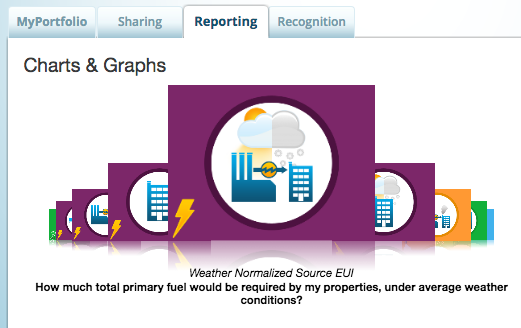 MyPortfolio Sharing Reporting Recognition
Charts & Graphs
Weather Normalized Source EUI
How much total primary fuel would be required by my properties, under average weather
conditions?